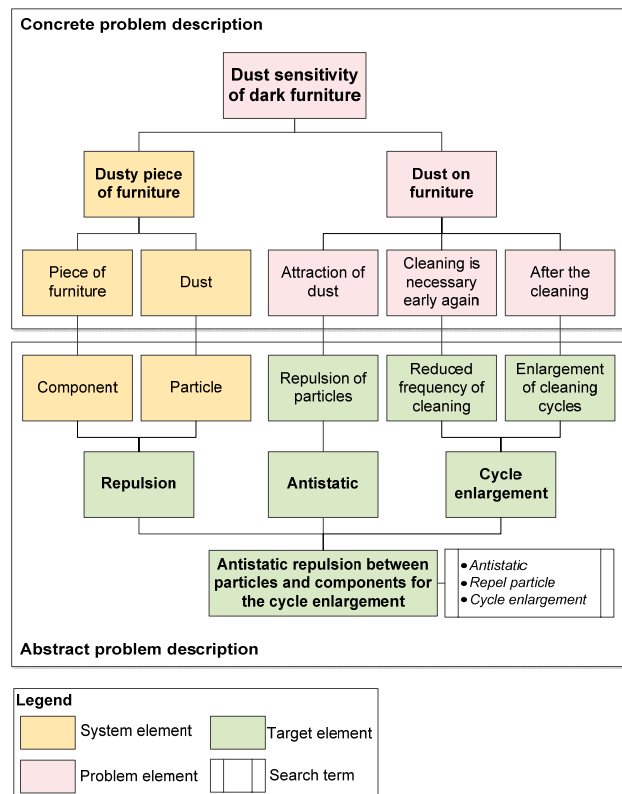 Concrete problem description
Dust sensitivity
of dark furniture
Dusty piece
of furniture
Dust on
furniture
Piece of
furniture
Dust
Attraction of
dust
Cleaning is
necessary
early again
After the
cleaning
Component
Particle
Repulsion of
particles
Reduced
frequency of
cleaning
Enlargement
of cleaning
cycles
Repulsion
Antistatic
Cycle
enlargement
Antistatic repulsion between
particles and components for
the cycle enlargement
• Antistatic
• Repel particle
• Cycle enlargement
Abstract problem description
Legend
System element
Target element
Problem element
Search term